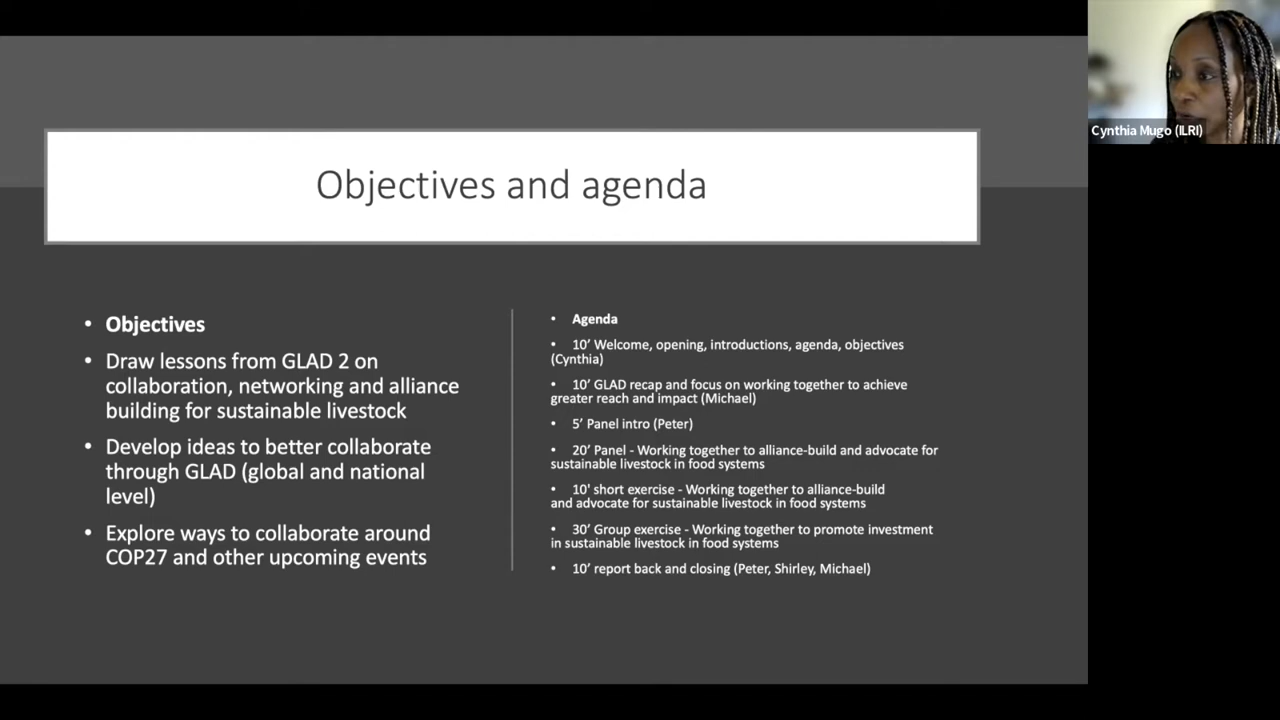 Objectives and agenda
• Objectives
• Draw lessons from GLAD 2 on
collaboration, networking and alliance
building for sustainable livestock
• Develop ideas to better collaborate
through GLAD (global and national
level)
• Explore ways to collaborate around
COP27 and other upcoming events
• Agenda
• 10’ Welcome, opening, introductions, agenda, objectives
(Cynthia)
• 10’ GLAD recap and focus on working together to achieve
greater reach and impact (Michael)
• 5’ Panel intro (Peter)
• 20’ Panel - Working together to alliance-build and advocate for
sustainable livestock in food systems
• 10' short exercise - Working together to alliance-build
and advocate for sustainable livestock in food systems
• 30’ Group exercise - Working together to promote investment
in sustainable livestock in food systems
• 10’ report back and closing (Peter, Shirley, Michael)
Cynthia Mugo (ILRI)